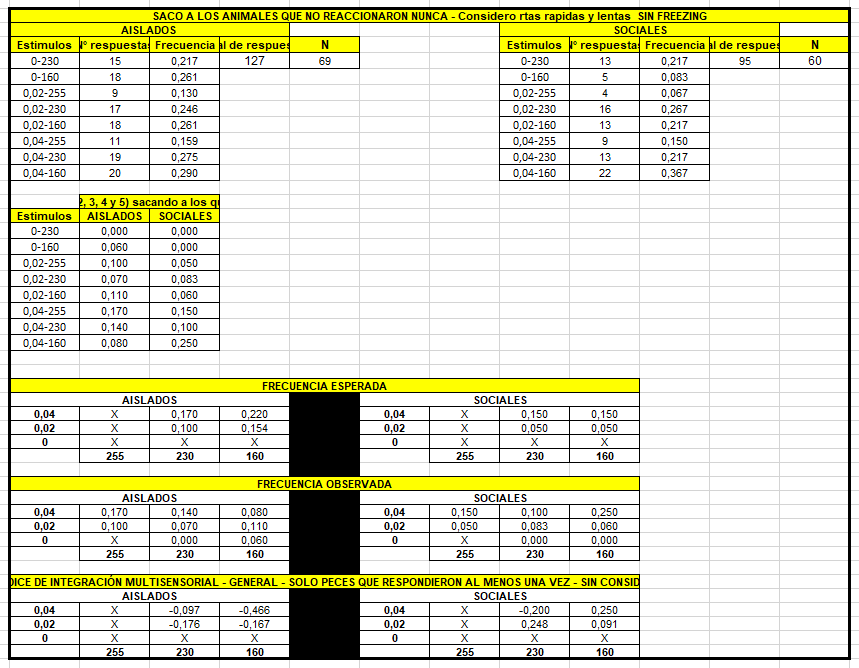 SACO A LOS ANIMALES QUE NO REACCIONARON NUNCA - Considero rtas rapidas y lentas SIN FREEZING
AISLADOS SOCIALES
Estimulos N° respuestas Frecuencia al de respues N Estimulos N° respuestas Frecuencia al de respues N
0-230 15 0,217 127 69 0-230 13 0,217 95 60
0-160 18 0,261 0-160 5 0,083
0,02-255 9 0,130 0,02-255 4 0,067
0,02-230 17 0,246 0,02-230 16 0,267
0,02-160 18 0,261 0,02-160 13 0,217
0,04-255 11 0,159 0,04-255 9 0,150
0,04-230 19 0,275 0,04-230 13 0,217
0,04-160 20 0,290 0,04-160 22 0,367
2, 3, 4 y 5) sacando a los qu
Estimulos AISLADOS SOCIALES
0-230 0,000 0,000
0-160 0,060 0,000
0,02-255 0,100 0,050
0,02-230 0,070 0,083
0,02-160 0,110 0,060
0,04-255 0,170 0,150
0,04-230 0,140 0,100
0,04-160 0,080 0,250
FRECUENCIA ESPERADA
AISLADOS SOCIALES
0,04 X 0,170 0,220 0,04 X 0,150 0,150
0,02 X 0,100 0,154 0,02 X 0,050 0,050
0 X X X 0 X X X
255 230 160 255 230 160
FRECUENCIA OBSERVADA
AISLADOS SOCIALES
0,04 0,170 0,140 0,080 0,04 0,150 0,100 0,250
0,02 0,100 0,070 0,110 0,02 0,050 0,083 0,060
0 X 0,000 0,060 0 X 0,000 0,000
255 230 160 255 230 160
DICE DE INTEGRACIÓN MULTISENSORIAL - GENERAL - SOLO PECES QUE RESPONDIERON AL MENOS UNA VEZ - SIN CONSID
AISLADOS SOCIALES
0,04 X -0,097 -0,466 0,04 X -0,200 0,250
0,02 X -0,176 -0,167 0,02 X 0,248 0,091
0 X X X 0 X X X
255 230 160 255 230 160